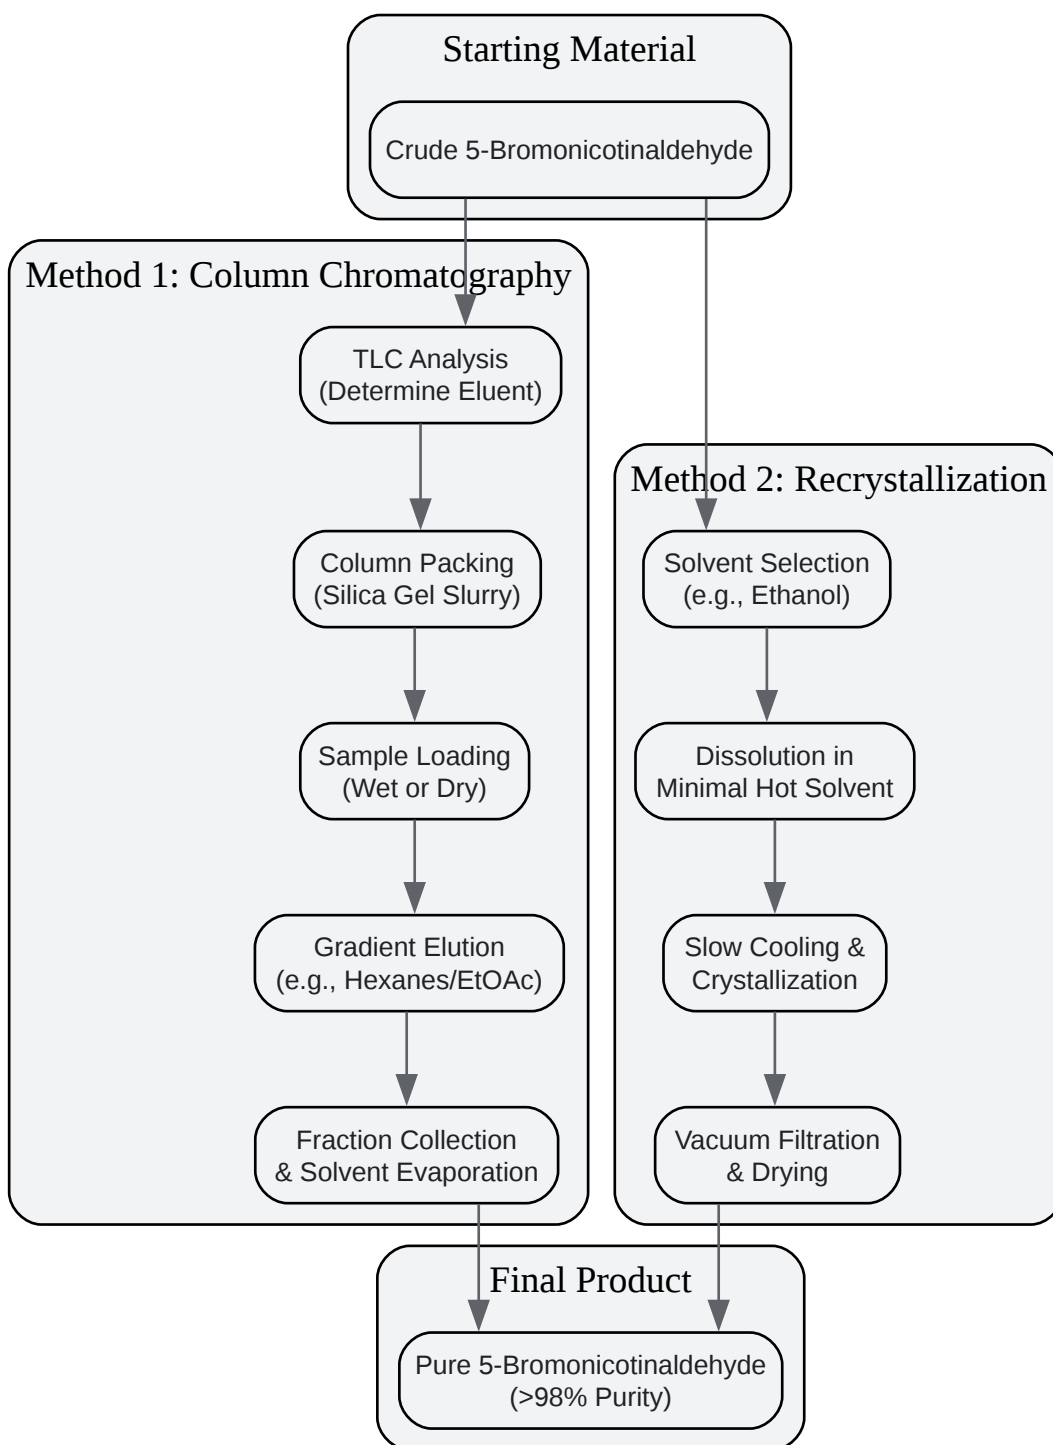 Starting Material
Crude 5-Bromonicotinaldehyde
Method 1: Column Chromatography
TLC Analysis
(Determine Eluent)
Column Packing
(Silica Gel Slurry)
Sample Loading
(Wet or Dry)
Gradient Elution
(e.g., Hexanes/EtOAc)
Fraction Collection
& Solvent Evaporation
Method 2: Recrystallization
Solvent Selection
(e.g., Ethanol)
Dissolution in
Minimal Hot Solvent
Slow Cooling &
Crystallization
Vacuum Filtration
& Drying
Final Product
Pure 5-Bromonicotinaldehyde
(>98% Purity)